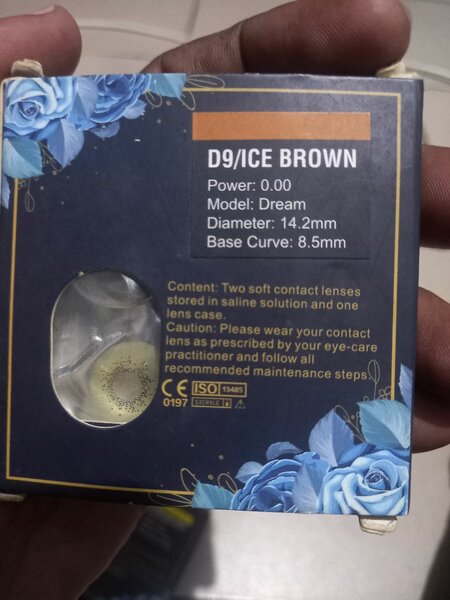 D9/ICE BROWN
Power: 0.00
Model: Dream
Diameter: 14.2mm
Base Curve: 8.5mm
Content: Two soft contact lenses
stored in saline solution and one
lens case.
Caution: Please wear your contact
lens as prescribed by your eye-care
practitioner and follow all
recommended maintenance steps.
CE ISO 13485
0197 STERILE